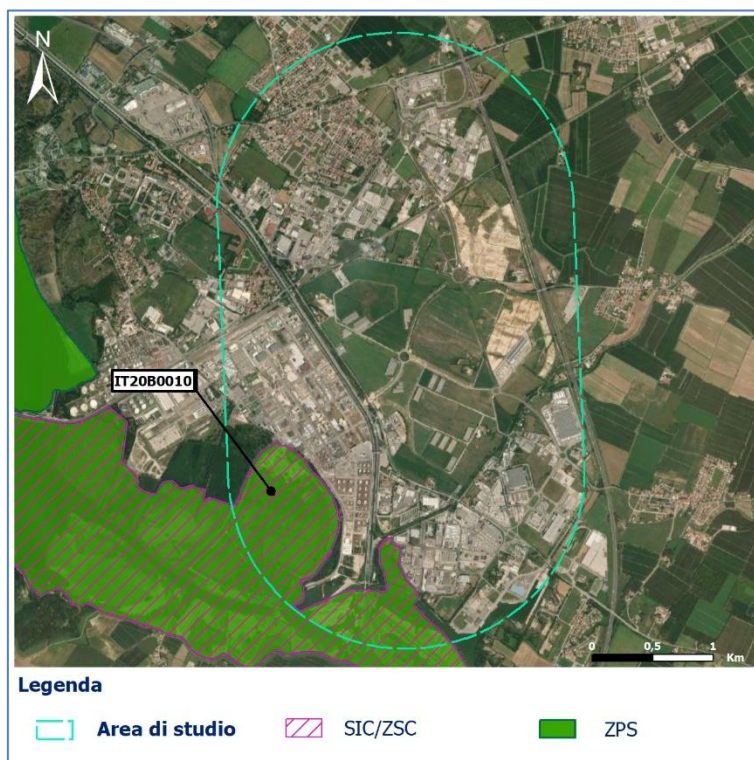 N
IT20B0010
0 0,5 1
Km
Legenda
Area di studio SIC/ZSC ZPS